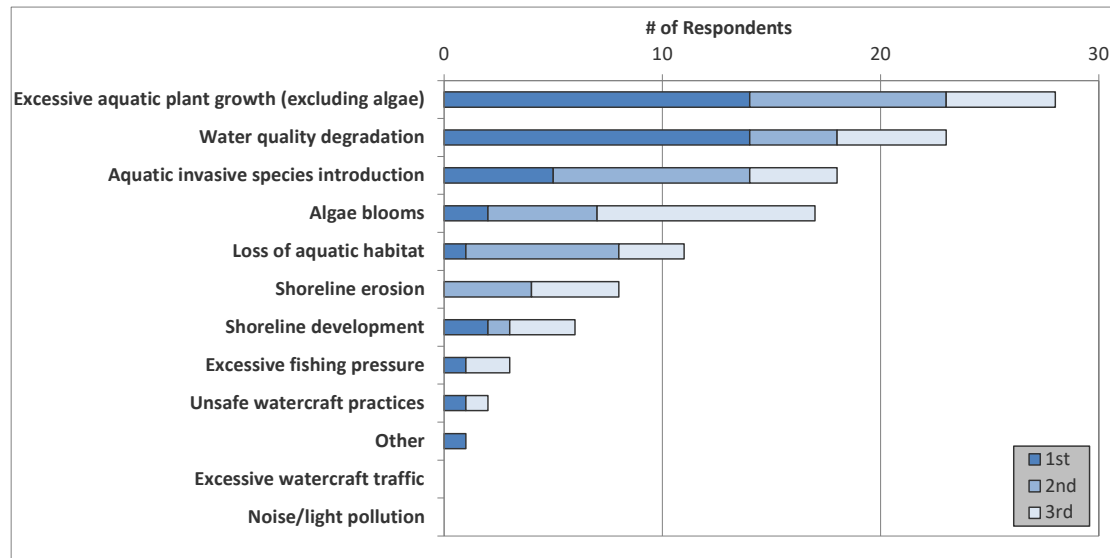 # of Respondents
0 10 20 30
Excessive aquatic plant growth (excluding algae)
Water quality degradation
Aquatic invasive species introduction
Algae blooms
Loss of aquatic habitat
Shoreline erosion
Shoreline development
Excessive fishing pressure
Unsafe watercraft practices
Other
Excessive watercraft traffic
Noise/light pollution
1st
2nd
3rd